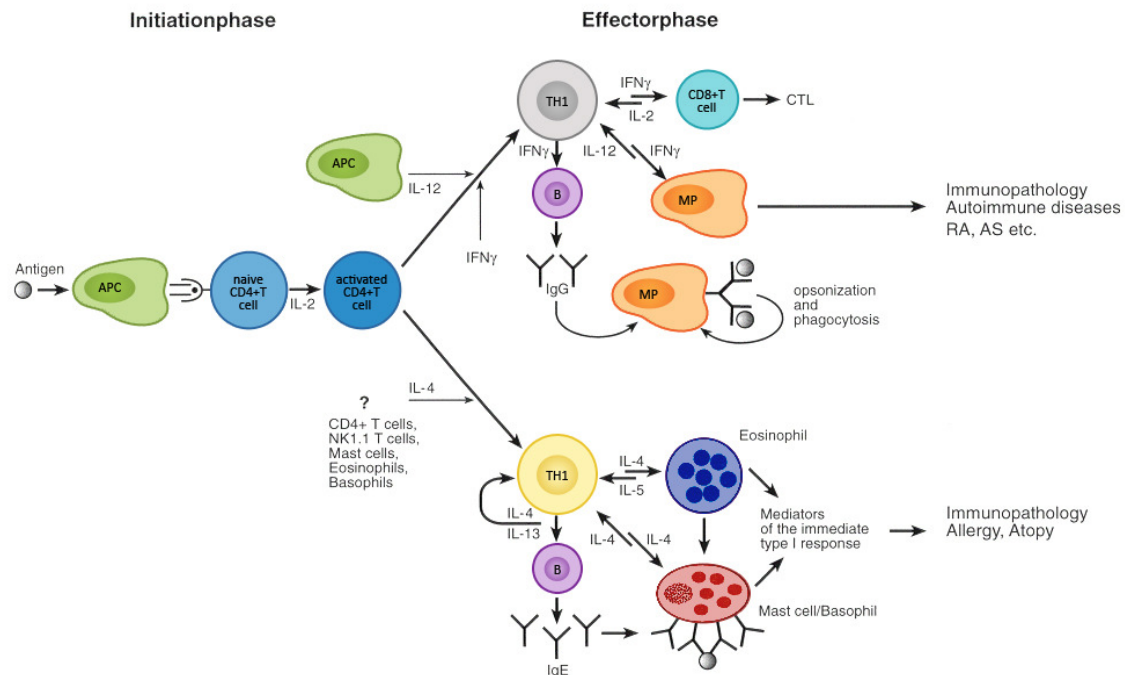 Initiationphase
Effectorphase
TH1
IFNγ
IL-2
CD8+T
cell
CTL
APC
IL-12
IFNγ
IFNγ
IL-12
IFNγ
B
MP
Immunopathology
Autoimmune diseases
RA, AS etc.
Antigen
APC
naive
CD4+T
cell
IL-2
activated
CD4+T
cell
IgG
MP
opsonization
and
phagocytosis
IL-4
?
CD4+ T cells,
NK1.1 T cells,
Mast cells,
Eosinophils,
Basophils
TH1
IL-4
IL-5
Eosinophil
IL-4
IL-13
IL-4
IL-4
B
Mediators
of the immediate
type I response
Immunopathology
Allergy, Atopy
Mast cell/Basophil
IgE